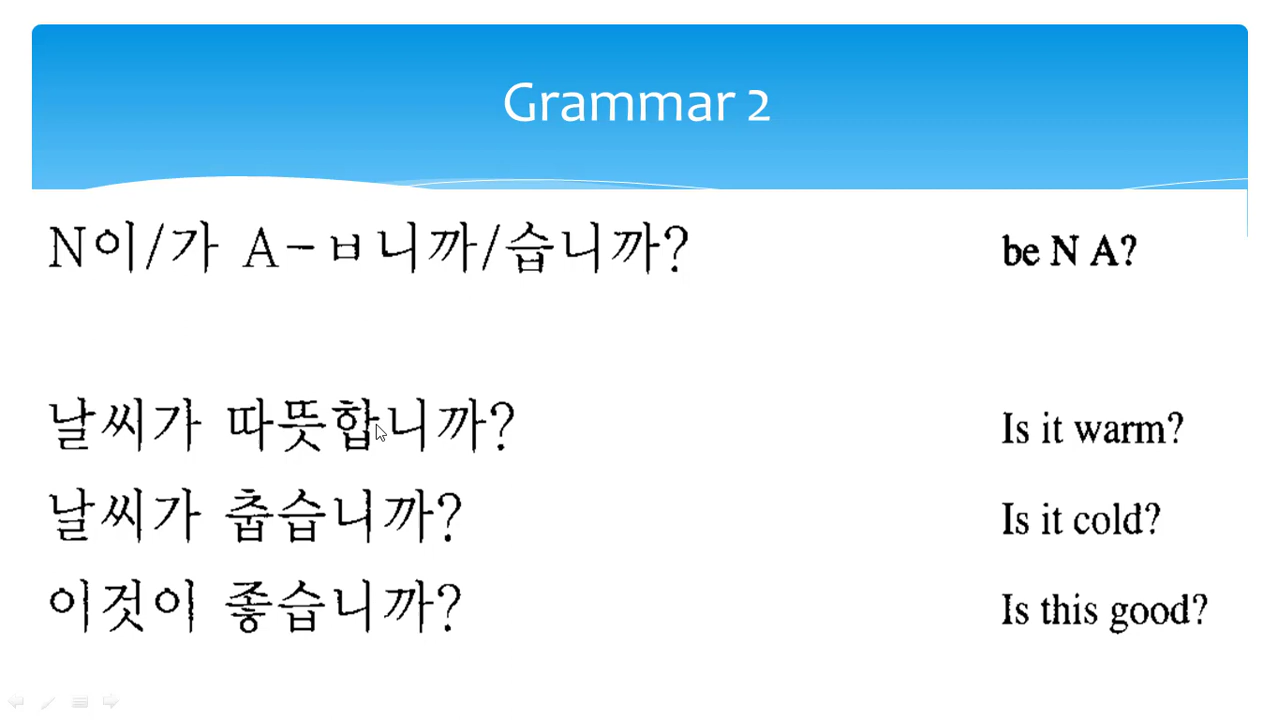 Grammar 2
N이/가 A-ㅂ니까/습니까? be N A?
날씨가 따뜻합니까? Is it warm?
날씨가 춥습니까? Is it cold?
이것이 좋습니까? Is this good?